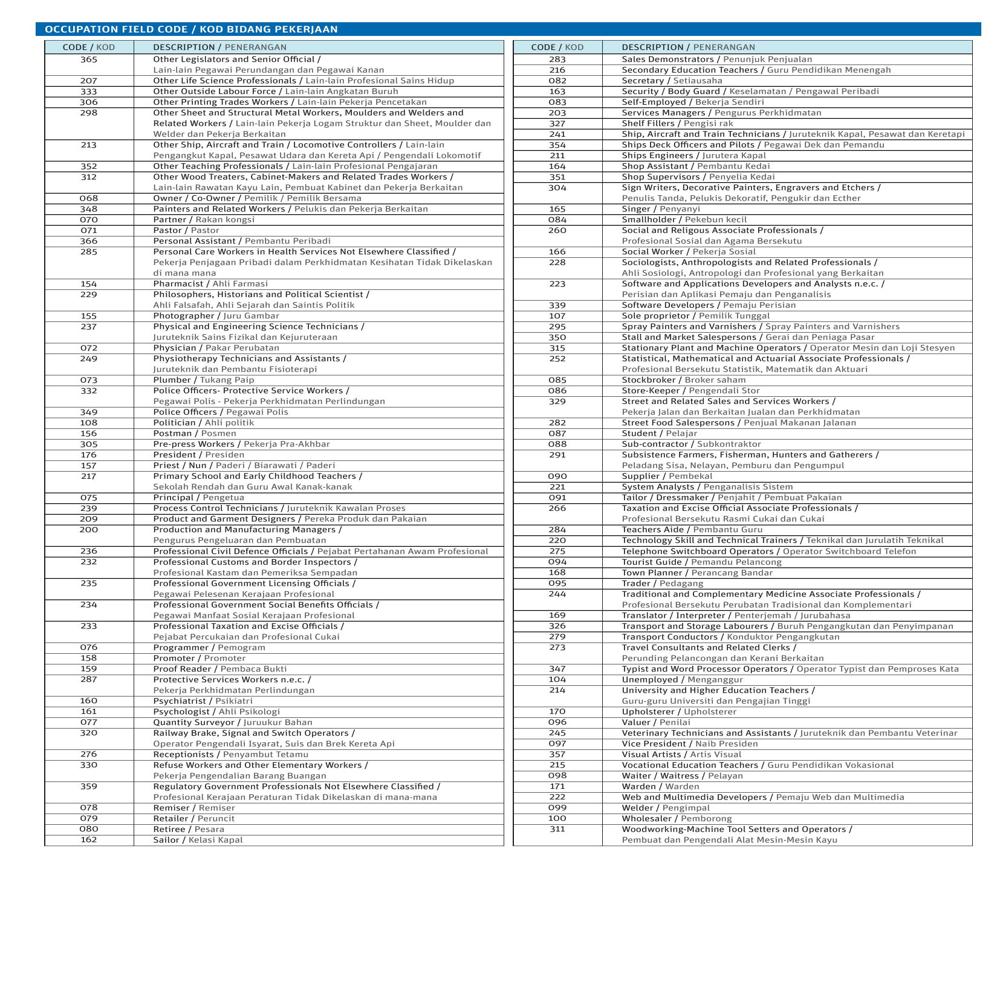 OCCUPATION FIELD CODE / KOD BIDANG PEKERJAAN
CODE / KOD DESCRIPTION / PENERANGAN
365 Other Legislators and Senior Official /
Lain-lain Pegawai Perundangan dan Pegawai Kanan
207 Other Life Science Professionals / Lain-lain Profesional Sains Hidup
333 Other Outside Labour Force / Lain-lain Angkatan Buruh
306 Other Printing Trades Workers / Lain-lain Pekerja Pencetakan
298 Other Sheet and Structural Metal Workers, Moulders and Welders and
Related Workers / Lain-lain Pekerja Logam Struktur dan Sheet, Moulder dan
Welder dan Pekerja Berkaitan
213 Other Ship, Aircraft and Train / Locomotive Controllers / Lain-lain
Pengangkut Kapal, Pesawat Udara dan Kereta Api / Pengendali Lokomotif
352 Other Teaching Professionals / Lain-lain Profesional Pengajaran
312 Other Wood Treaters, Cabinet-Makers and Related Trades Workers /
Lain-lain Rawatan Kayu Lain, Pembuat Kabinet dan Pekerja Berkaitan
068 Owner / Co-Owner / Pemilik / Pemilik Bersama
348 Painters and Related Workers / Pelukis dan Pekerja Berkaitan
070 Partner / Rakan kongsi
071 Pastor / Pastor
366 Personal Assistant / Pembantu Peribadi
285 Personal Care Workers in Health Services Not Elsewhere Classified /
Pekerja Penjagaan Pribadi dalam Perkhidmatan Kesihatan Tidak Dikelaskan
di mana mana
154 Pharmacist / Ahli Farmasi
229 Philosophers, Historians and Political Scientist /
Ahli Falsafah, Ahli Sejarah dan Saintis Politik
155 Photographer / Juru Gambar
237 Physical and Engineering Science Technicians /
Juruteknik Sains Fizikal dan Kejuruteraan
072 Physician / Pakar Perubatan
249 Physiotherapy Technicians and Assistants /
Juruteknik dan Pembantu Fisioterapi
073 Plumber / Tukang Paip
332 Police Officers- Protective Service Workers /
Pegawai Polis - Pekerja Perkhidmatan Perlindungan
349 Police Officers / Pegawai Polis
108 Politician / Ahli politik
156 Postman / Posmen
305 Pre-press Workers / Pekerja Pra-Akhbar
176 President / Presiden
157 Priest / Nun / Paderi / Biarawati / Paderi
217 Primary School and Early Childhood Teachers /
Sekolah Rendah dan Guru Awal Kanak-kanak
075 Principal / Pengetua
239 Process Control Technicians / Juruteknik Kawalan Proses
209 Product and Garment Designers / Pereka Produk dan Pakaian
200 Production and Manufacturing Managers /
Pengurus Pengeluaran dan Pembuatan
236 Professional Civil Defence Officials / Pejabat Pertahanan Awam Profesional
232 Professional Customs and Border Inspectors /
Profesional Kastam dan Pemeriksa Sempadan
235 Professional Government Licensing Officials /
Pegawai Pelesenan Kerajaan Profesional
234 Professional Government Social Benefits Officials /
Pegawai Manfaat Sosial Kerajaan Profesional
233 Professional Taxation and Excise Officials /
Pejabat Percukaian dan Profesional Cukai
076 Programmer / Pemogram
158 Promoter / Promoter
159 Proof Reader / Pembaca Bukti
287 Protective Services Workers n.e.c. /
Pekerja Perkhidmatan Perlindungan
160 Psychiatrist / Psikiatri
161 Psychologist / Ahli Psikologi
077 Quantity Surveyor / Juruukur Bahan
320 Railway Brake, Signal and Switch Operators /
Operator Pengendali Isyarat, Suis dan Brek Kereta Api
276 Receptionists / Penyambut Tetamu
330 Refuse Workers and Other Elementary Workers /
Pekerja Pengendalian Barang Buangan
359 Regulatory Government Professionals Not Elsewhere Classified /
Profesional Kerajaan Peraturan Tidak Dikelaskan di mana-mana
078 Remiser / Remiser
079 Retailer / Peruncit
080 Retiree / Pesara
162 Sailor / Kelasi Kapal
CODE / KOD DESCRIPTION / PENERANGAN
283 Sales Demonstrators / Penunjuk Penjualan
216 Secondary Education Teachers / Guru Pendidikan Menengah
082 Secretary / Setiausaha
163 Security / Body Guard / Keselamatan / Pengawal Peribadi
083 Self-Employed / Bekerja Sendiri
203 Services Managers / Pengurus Perkhidmatan
327 Shelf Fillers / Pengisi rak
241 Ship, Aircraft and Train Technicians / Juruteknik Kapal, Pesawat dan Keretapi
354 Ships Deck Officers and Pilots / Pegawai Dek dan Pemandu
211 Ships Engineers / Jurutera Kapal
164 Shop Assistant / Pembantu Kedai
351 Shop Supervisors / Penyelia Kedai
304 Sign Writers, Decorative Painters, Engravers and Etchers /
Penulis Tanda, Pelukis Dekoratif, Pengukir dan Ecther
165 Singer / Penyanyi
084 Smallholder / Pekebun kecil
260 Social and Religous Associate Professionals /
Profesional Sosial dan Agama Bersekutu
166 Social Worker / Pekerja Sosial
228 Sociologists, Anthropologists and Related Professionals /
Ahli Sosiologi, Antropologi dan Profesional yang Berkaitan
223 Software and Applications Developers and Analysts n.e.c. /
Perisian dan Aplikasi Pemaju dan Penganalisis
339 Software Developers / Pemaju Perisian
107 Sole proprietor / Pemilik Tunggal
295 Spray Painters and Varnishers / Spray Painters and Varnishers
350 Stall and Market Salespersons / Gerai dan Peniaga Pasar
315 Stationary Plant and Machine Operators / Operator Mesin dan Loji Stesyen
252 Statistical, Mathematical and Actuarial Associate Professionals /
Profesional Bersekutu Statistik, Matematik dan Aktuari
085 Stockbroker / Broker saham
086 Store-Keeper / Pengendali Stor
329 Street and Related Sales and Services Workers /
Pekerja Jalan dan Berkaitan Jualan dan Perkhidmatan
282 Street Food Salespersons / Penjual Makanan Jalanan
087 Student / Pelajar
088 Sub-contractor / Subkontraktor
291 Subsistence Farmers, Fisherman, Hunters and Gatherers /
Peladang Sisa, Nelayan, Pemburu dan Pengumpul
090 Supplier / Pembekal
221 System Analysts / Penganalisis Sistem
091 Tailor / Dressmaker / Penjahit / Pembuat Pakaian
266 Taxation and Excise Official Associate Professionals /
Profesional Bersekutu Rasmi Cukai dan Cukai
284 Teachers Aide / Pembantu Guru
220 Technology Skill and Technical Trainers / Teknikal dan Jurulatih Teknikal
275 Telephone Switchboard Operators / Operator Switchboard Telefon
094 Tourist Guide / Pemandu Pelancong
168 Town Planner / Perancang Bandar
095 Trader / Pedagang
244 Traditional and Complementary Medicine Associate Professionals /
Profesional Bersekutu Perubatan Tradisional dan Komplementari
169 Translator / Interpreter / Penterjemah / Jurubahasa
326 Transport and Storage Labourers / Buruh Pengangkutan dan Penyimpanan
279 Transport Conductors / Konduktor Pengangkutan
273 Travel Consultants and Related Clerks /
Perunding Pelancongan dan Kerani Berkaitan
347 Typist and Word Processor Operators / Operator Typist dan Pemproses Kata
104 Unemployed / Menganggur
214 University and Higher Education Teachers /
Guru-guru Universiti dan Pengajian Tinggi
170 Upholsterer / Upholsterer
096 Valuer / Penilai
245 Veterinary Technicians and Assistants / Juruteknik dan Pembantu Veterinar
097 Vice President / Naib Presiden
357 Visual Artists / Artis Visual
215 Vocational Education Teachers / Guru Pendidikan Vokasional
098 Waiter / Waitress / Pelayan
171 Warden / Warden
222 Web and Multimedia Developers / Pemaju Web dan Multimedia
099 Welder / Pengimpal
100 Wholesaler / Pemborong
311 Woodworking-Machine Tool Setters and Operators /
Pembuat dan Pengendali Alat Mesin-Mesin Kayu